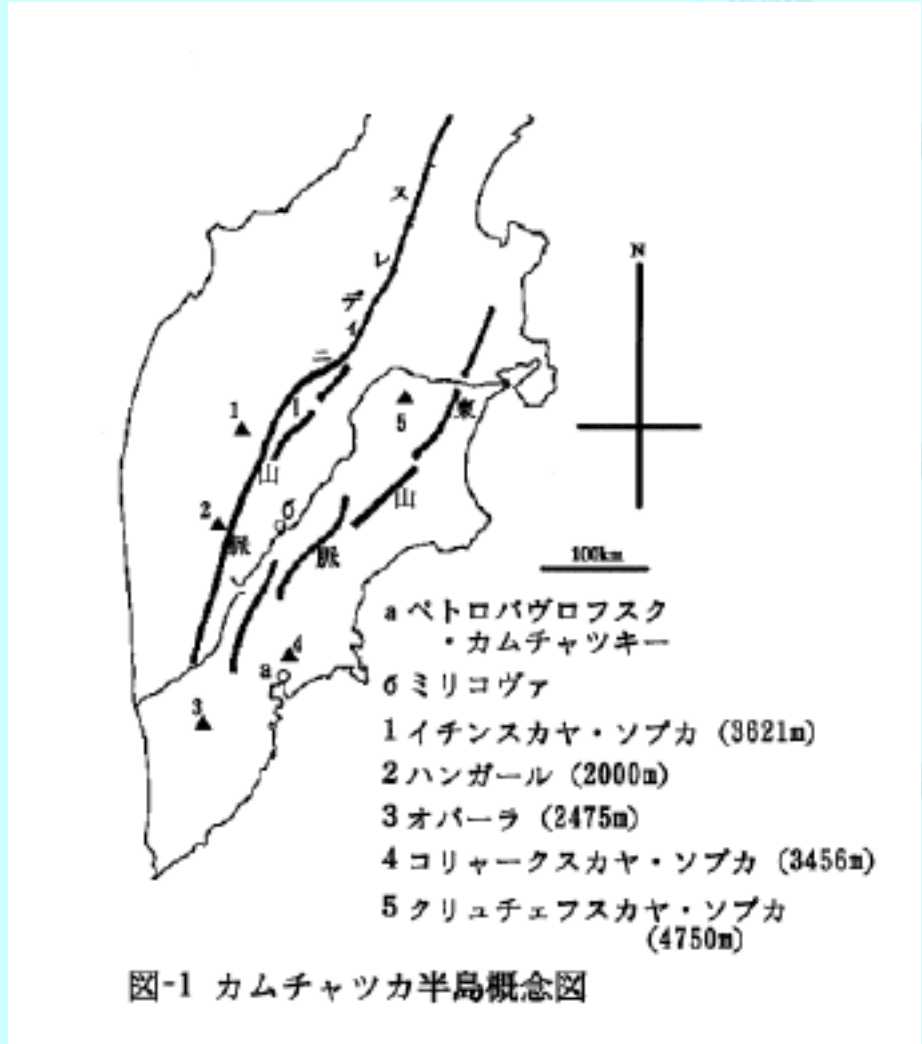 スレディニー山脈
東山脈
N
100km
1
2
3
4
5
a
б
a ペトロパヴロフスク
・カムチャツキー
б ミリコヴァ
1 イチンスカヤ・ソプカ (3621m)
2 ハンガール (2000m)
3 オパーラ (2475m)
4 コリャークスカヤ・ソプカ (3456m)
5 クリュチェフスカヤ・ソプカ
(4750m)
図-1 カムチャツカ半島概念図